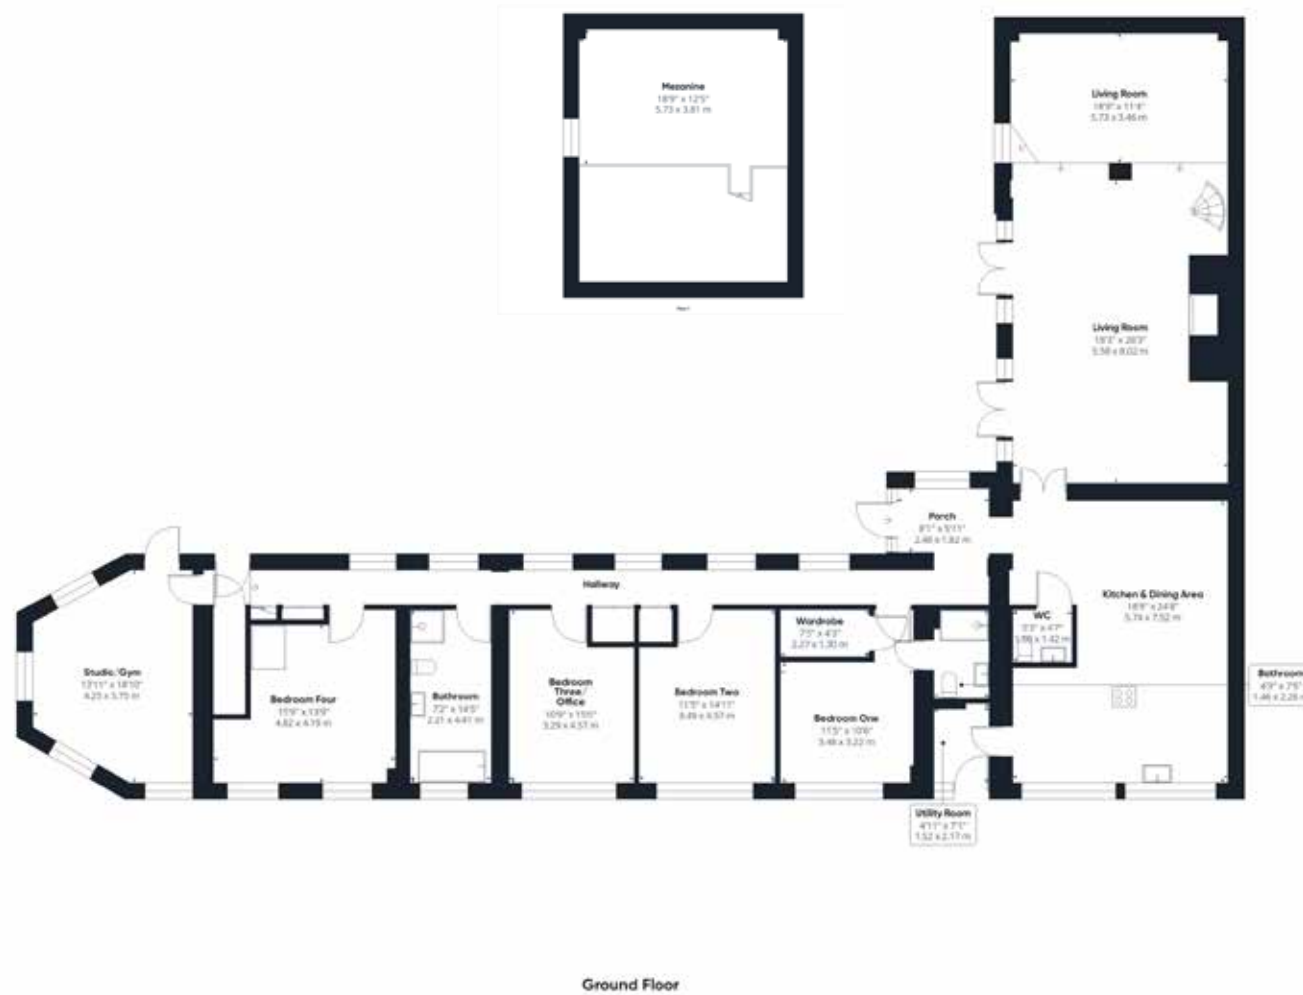 Mezanine
18'9" x 12'5"
5.73 x 3.81 m
Living Room
18'9" x 11'4"
5.73 x 3.46 m
Living Room
18'3" x 26'3"
5.58 x 8.02 m
Porch
8'1" x 5'11"
2.48 x 1.82 m
Hallway
Kitchen & Dining Area
18'9" x 24'8"
5.74 x 7.52 m
WC
x 1.42 m
Wardrobe
7'5" x 4'3"
2.27 x 1.30 m
Studio/Gym
13'11" x 18'10"
4.25 x 5.75 m
Bedroom Four
15'9" x 13'9"
4.82 x 4.19 m
Bathroom
7'2" x 14'5"
2.21 x 4.41 m
Bedroom
Three/
Office
10'9" x 15'0"
3.29 x 4.57 m
Bedroom Two
11'5" x 14'11"
3.49 x 4.57 m
Bedroom One
11'5" x 10'6"
3.48 x 3.22 m
Bathroom
4'9" x 7'5"
1.46 x 2.28
Utility Room
4'11" x 7'1"
1.52 x 2.17 m
Ground Floor